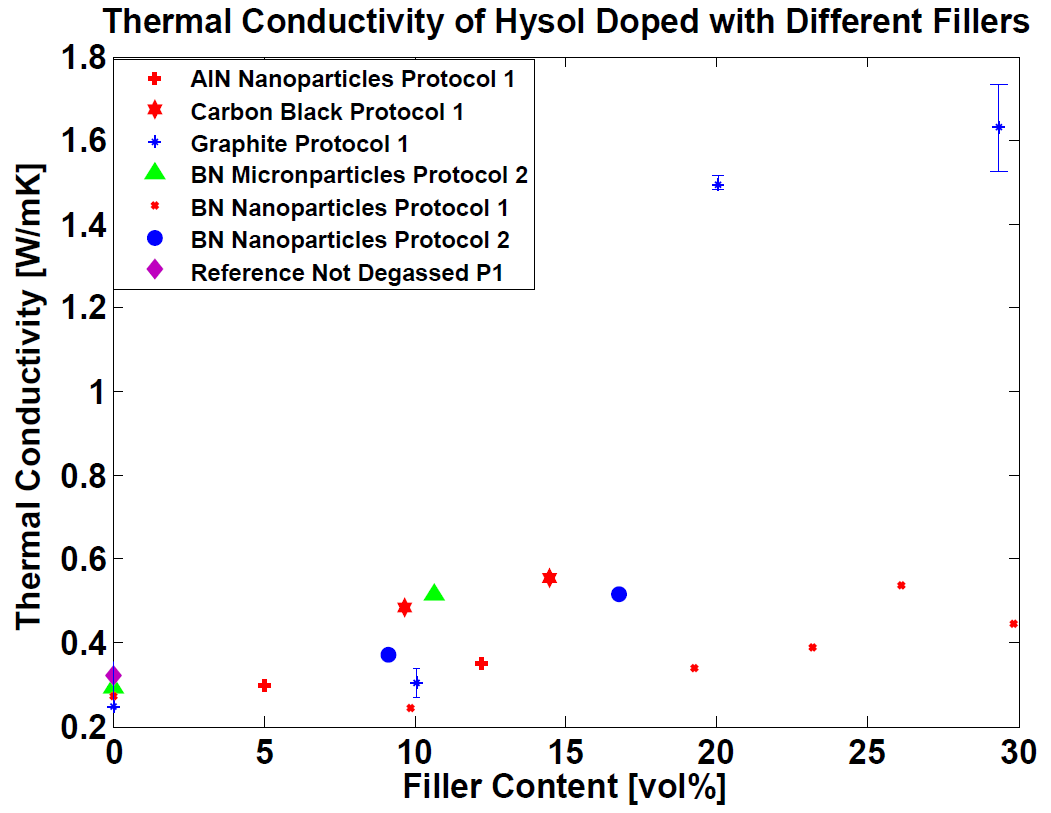 Thermal Conductivity of Hysol Doped with Different Fillers
1.8
1.6
1.4
1.2
1
0.8
0.6
0.4
0.2
Thermal Conductivity [W/mK]
AlN Nanoparticles Protocol 1
Carbon Black Protocol 1
Graphite Protocol 1
BN Micronparticles Protocol 2
BN Nanoparticles Protocol 1
BN Nanoparticles Protocol 2
Reference Not Degassed P1
0 5 10 15 20 25 30
Filler Content [vol%]